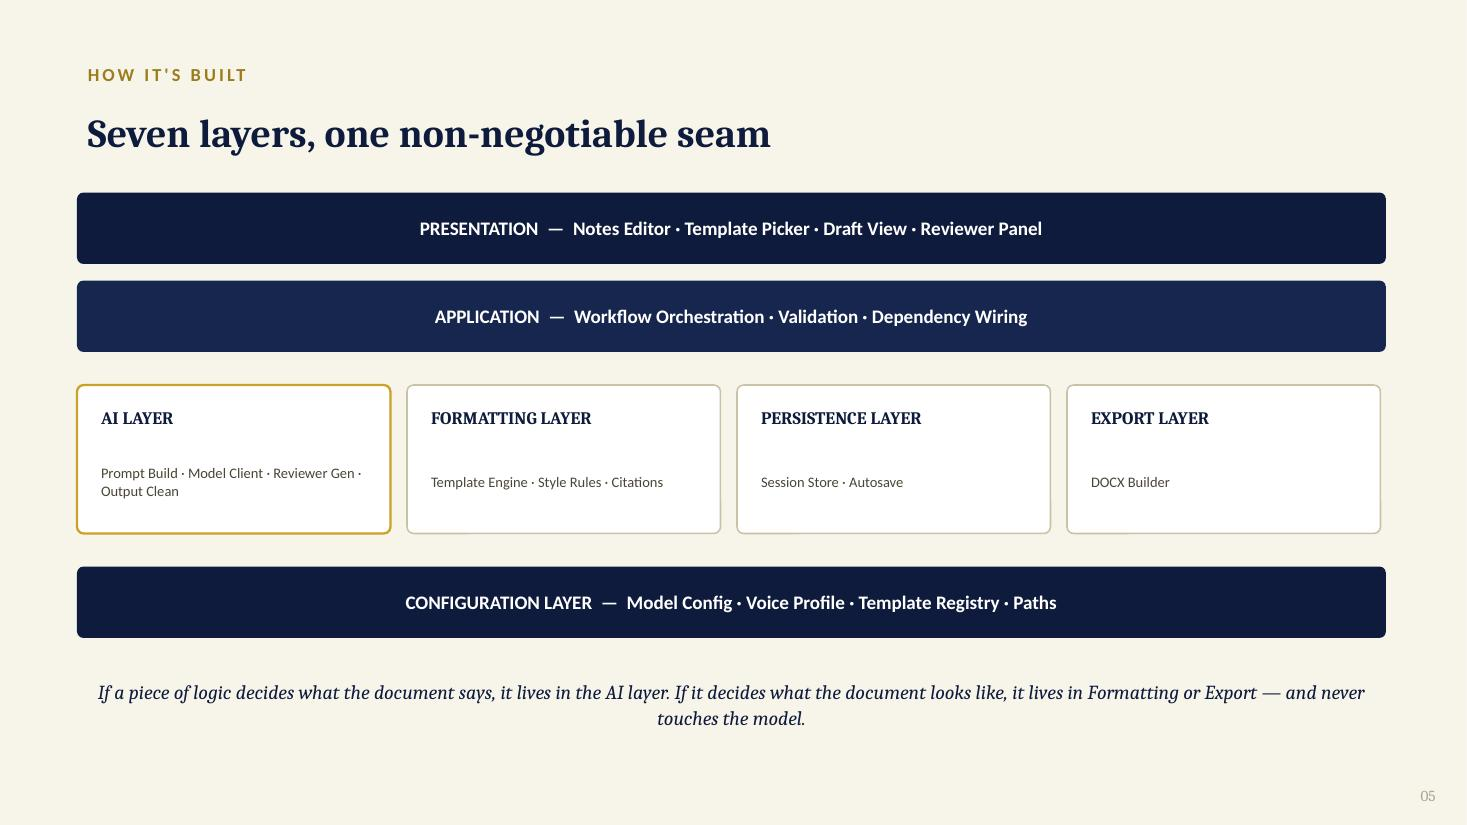 HOW IT'S BUILT
Seven layers, one non-negotiable seam
PRESENTATION — Notes Editor · Template Picker · Draft View · Reviewer Panel
APPLICATION — Workflow Orchestration · Validation · Dependency Wiring
AI LAYER
Prompt Build · Model Client · Reviewer Gen ·
Output Clean
FORMATTING LAYER
Template Engine · Style Rules · Citations
PERSISTENCE LAYER
Session Store · Autosave
EXPORT LAYER
DOCX Builder
CONFIGURATION LAYER — Model Config · Voice Profile · Template Registry · Paths
If a piece of logic decides what the document says, it lives in the AI layer. If it decides what the document looks like, it lives in Formatting or Export — and never
touches the model.
05